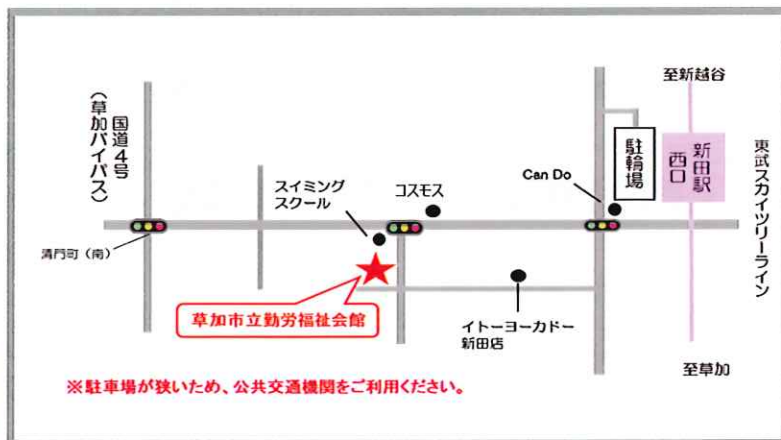 国道4号
(草加バイパス)
清門町(南)
スイミング
スクール
コスモス
Can Do
駐輪場
至新越谷
新田駅
西口
東武スカイツリーライン
草加市立勤労福祉会館
イトーヨーカドー
新田店
至草加
※駐車場が狭いため、公共交通機関をご利用ください。